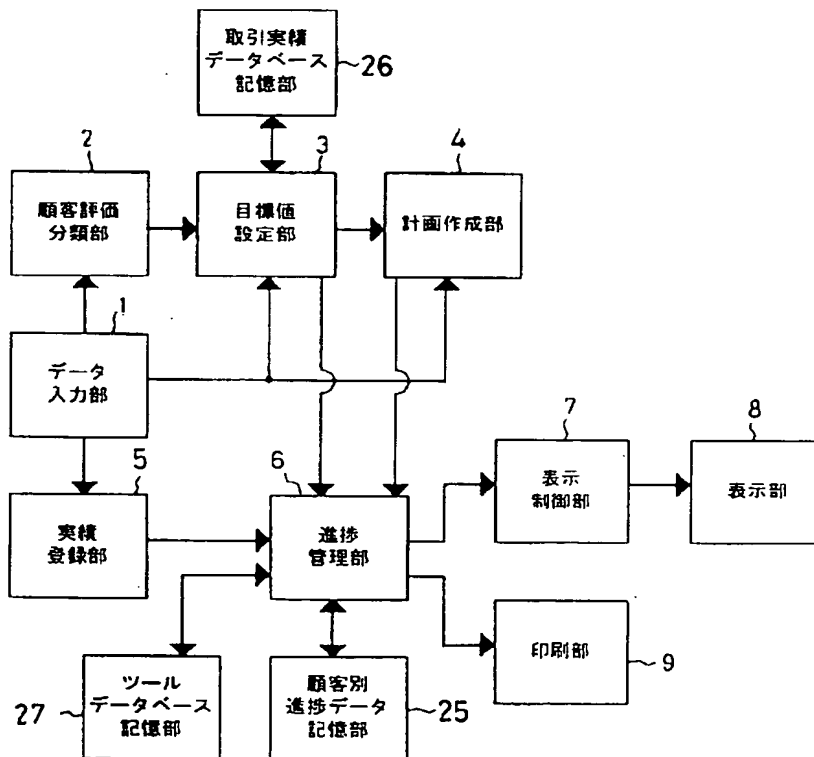 取引実績
データベース
記憶部
26
2
3
4
顧客評価
分類部
目標値
設定部
計画作成部
1
データ
入力部
5
6
7
8
実績
登録部
進捗
管理部
表示
制御部
表示部
印刷部
9
ツール
データベース
記憶部
27
顧客別
進捗データ
記憶部
25